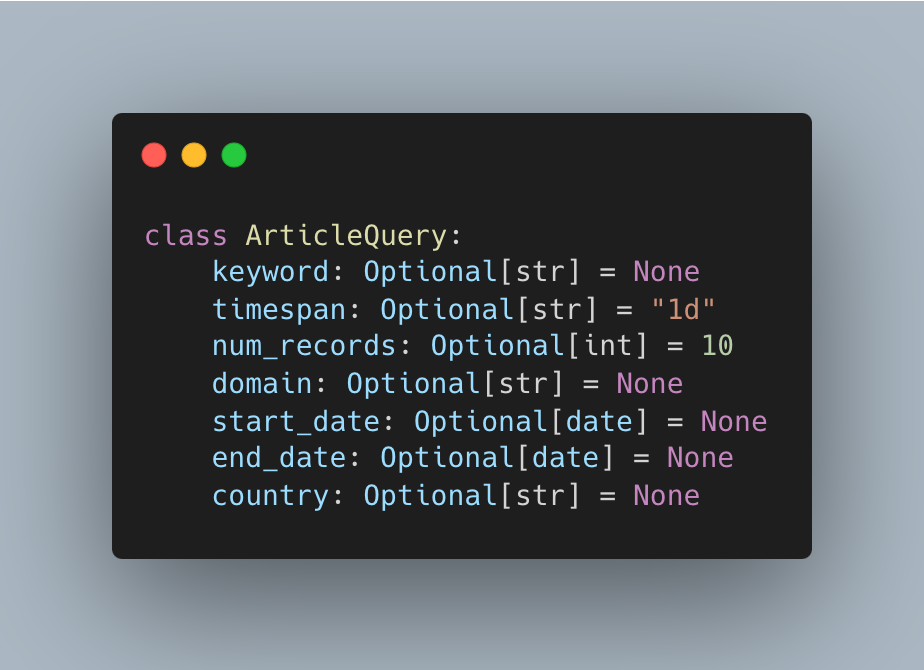 class ArticleQuery:
    keyword: Optional[str] = None
    timespan: Optional[str] = "1d"
    num_records: Optional[int] = 10
    domain: Optional[str] = None
    start_date: Optional[date] = None
    end_date: Optional[date] = None
    country: Optional[str] = None